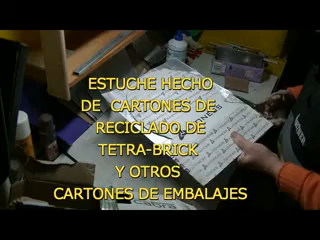 ESTUCHE HECHO
DE CARTONES DE
RECICLADO DE
TETRA-BRICK
Y OTROS
CARTONES DE EMBALAJES